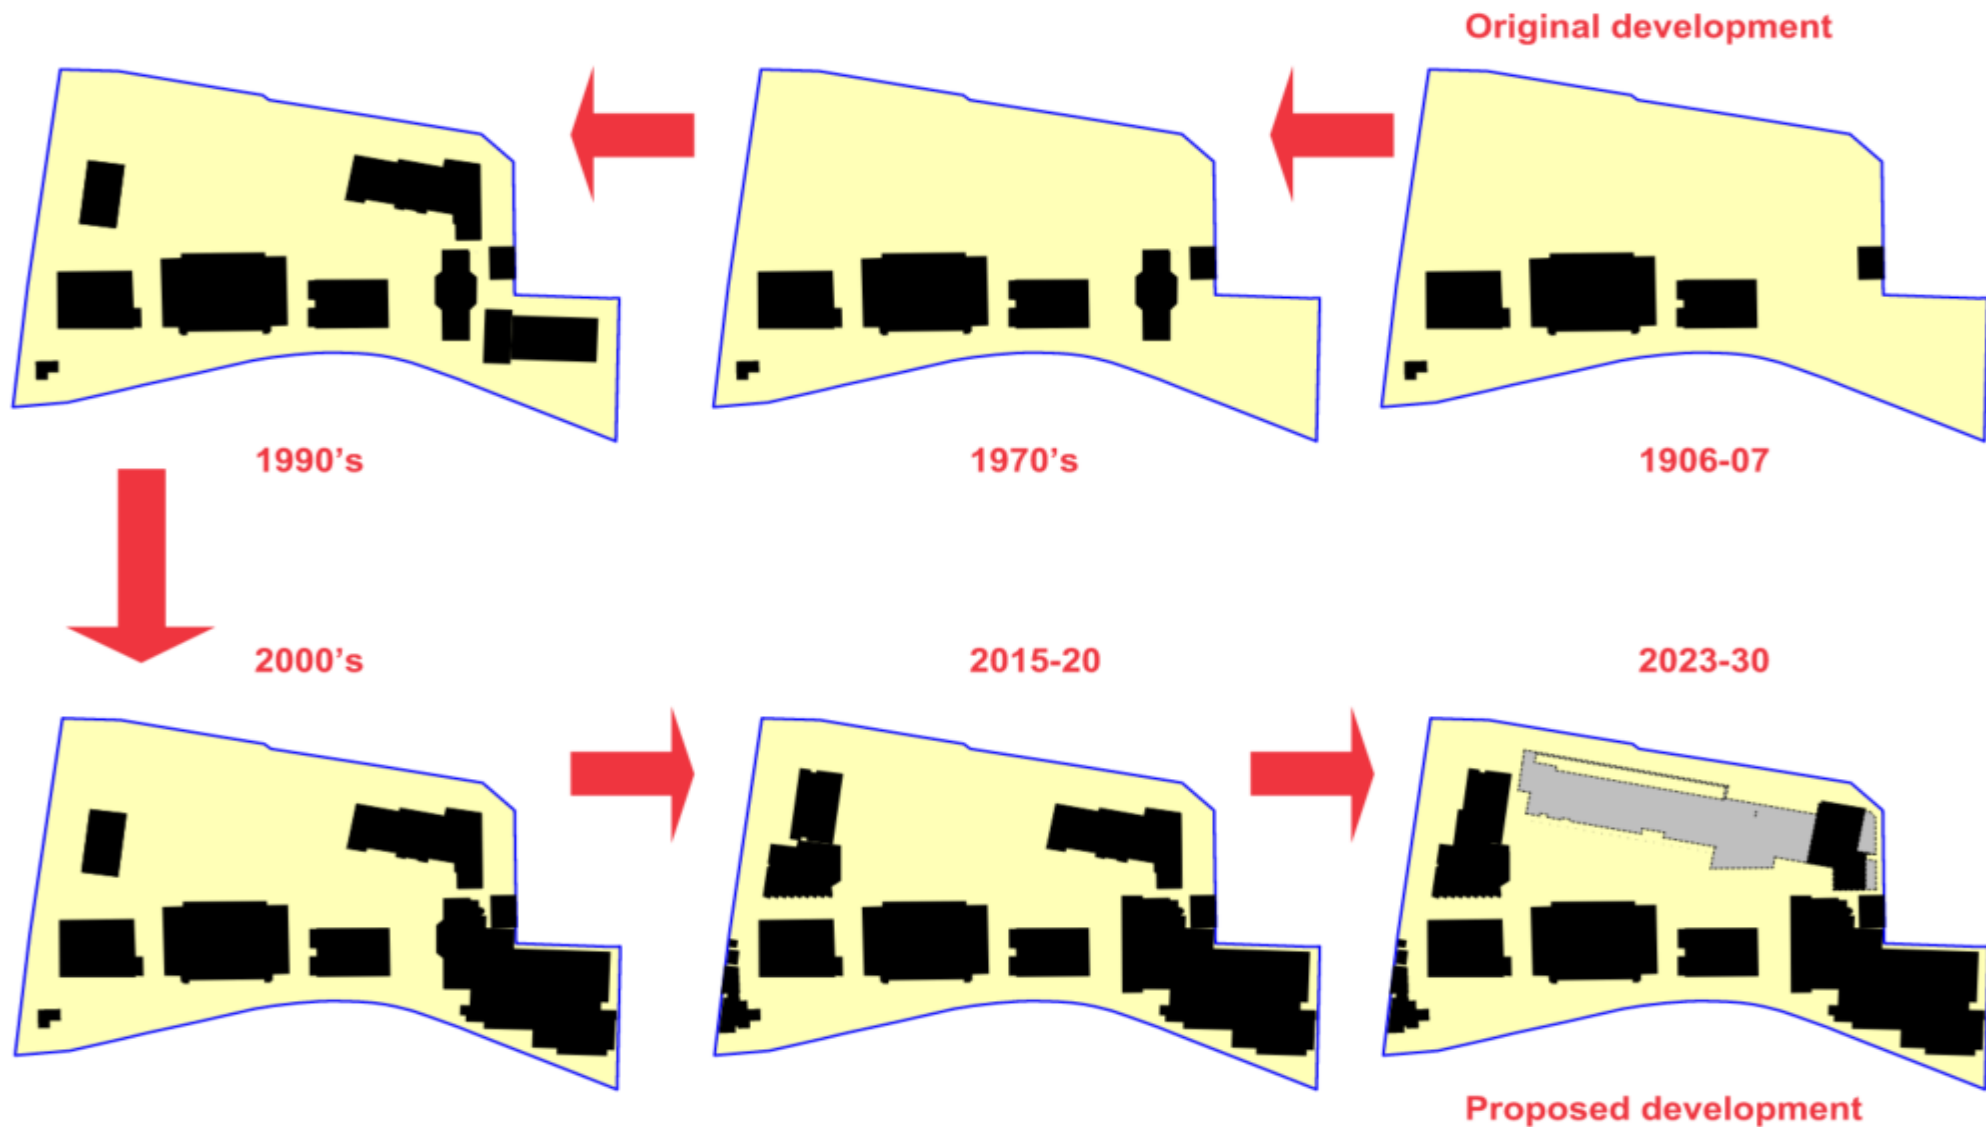 Original development
1990’s
1970’s
1906-07
2000’s
2015-20
2023-30
Proposed development